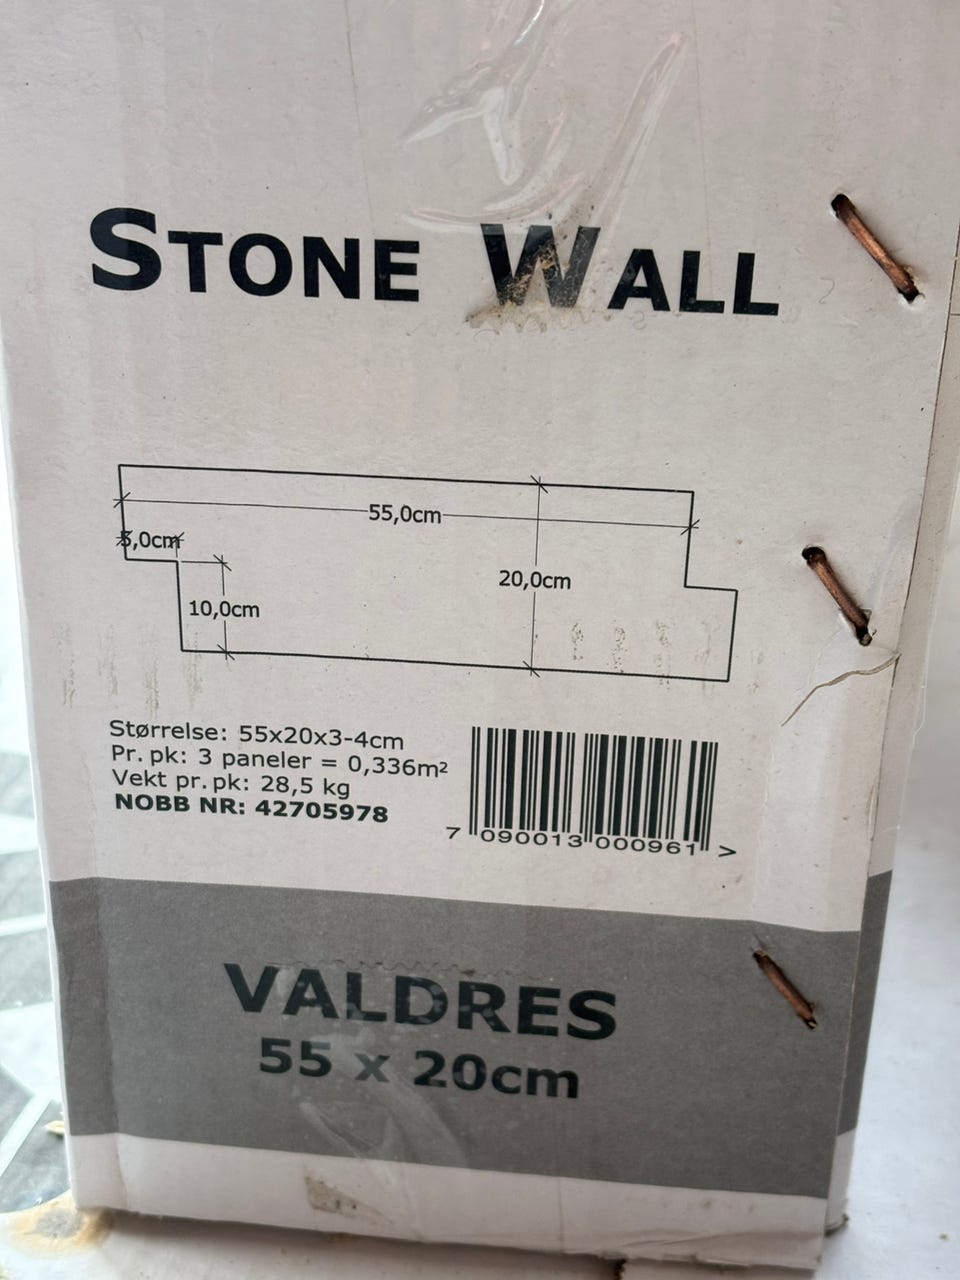 STONE WALL
55,0cm
5,0cm
20,0cm
10,0cm
Størrelse: 55x20x3-4cm
Pr. pk: 3 paneler = 0,336m²
Vekt pr. pk: 28,5 kg
NOBB NR: 42705978
7 090013 000961 >
VALDRES
55 x 20cm